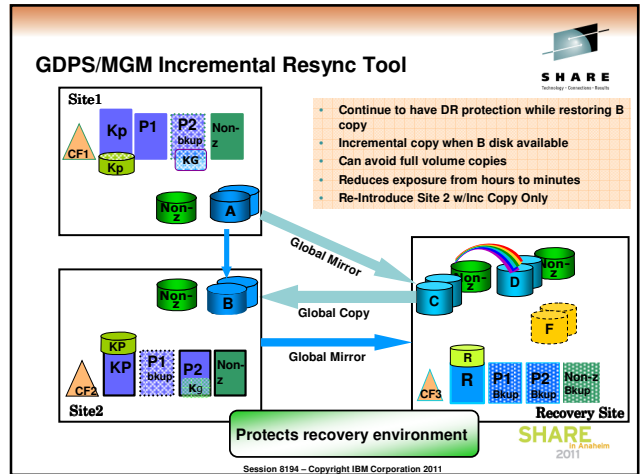 GDPS/MGM Incremental Resync Tool
S H A R E
Technology • Connections • Results
Site1
Kp
P1
P2
bkup
KG
Non-
z
CF1
Kp
Non-
z
A
• Continue to have DR protection while restoring B
copy
• Incremental copy when B disk available
• Can avoid full volume copies
• Reduces exposure from hours to minutes
• Re-Introduce Site 2 w/Inc Copy Only
Global Mirror
Non-
z
B
Global Copy
Global Mirror
Non-
z
Non-
z
C
D
F
KP
KP
P1
bkup
P2
Kg
Non-
z
CF2
Site2
R
R
P1
Bkup
P2
Bkup
Non-z
Bkup
CF3
Recovery Site
Protects recovery environment
SHARE
in Anaheim
2011
Session 8194 – Copyright IBM Corporation 2011